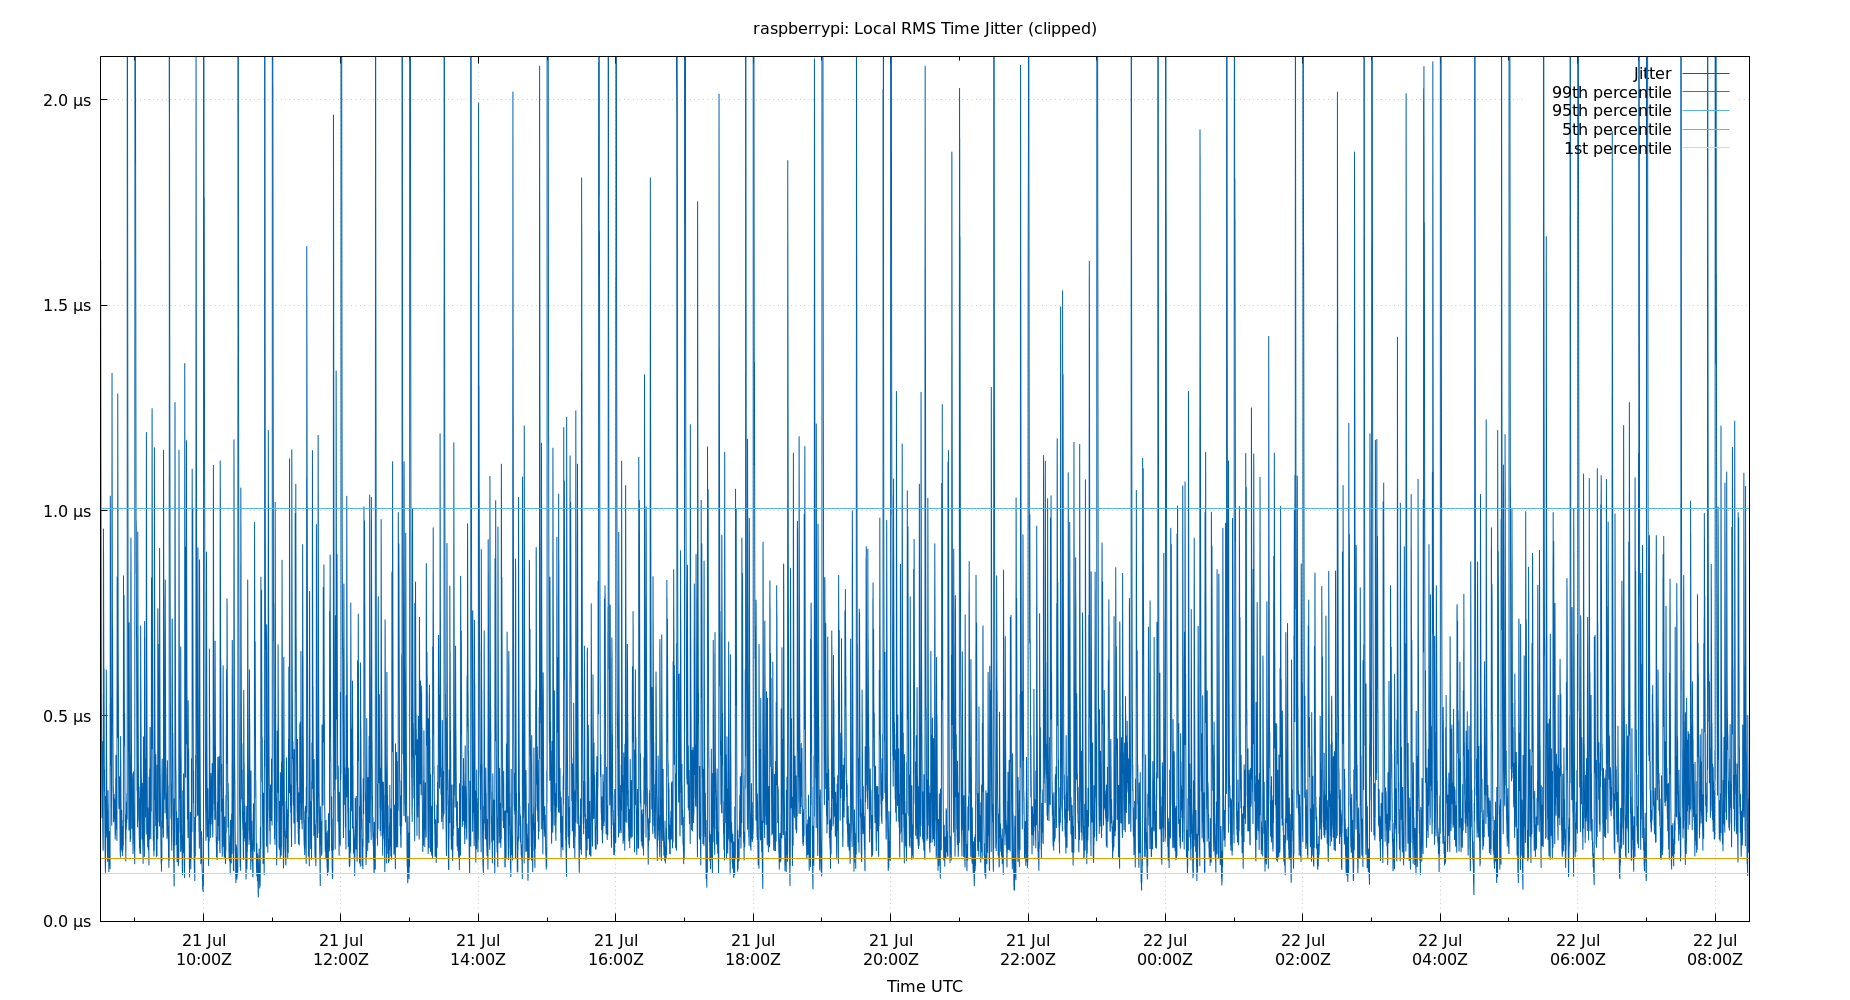 raspberrypi: Local RMS Time Jitter (clipped)
Jitter
99th percentile
95th percentile
5th percentile
1st percentile
2.0 µs
1.5 µs
1.0 µs
0.5 µs
0.0 µs
21 Jul 21 Jul 21 Jul 21 Jul 21 Jul 21 Jul 21 Jul 22 Jul 22 Jul 22 Jul 22 Jul 22 Jul
10:00Z 12:00Z 14:00Z 16:00Z 18:00Z 20:00Z 22:00Z 00:00Z 02:00Z 04:00Z 06:00Z 08:00Z
Time UTC